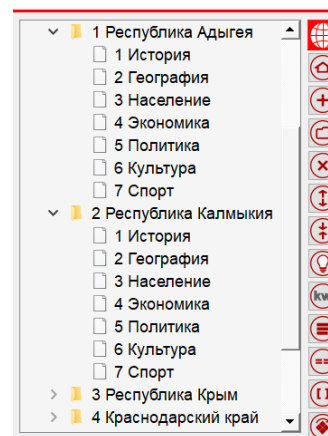 1 Республика Адыгея
1 История
2 География
3 Население
4 Экономика
5 Политика
6 Культура
7 Спорт
2 Республика Калмыкия
1 История
2 География
3 Население
4 Экономика
5 Политика
6 Культура
7 Спорт
3 Республика Крым
4 Краснодарский край